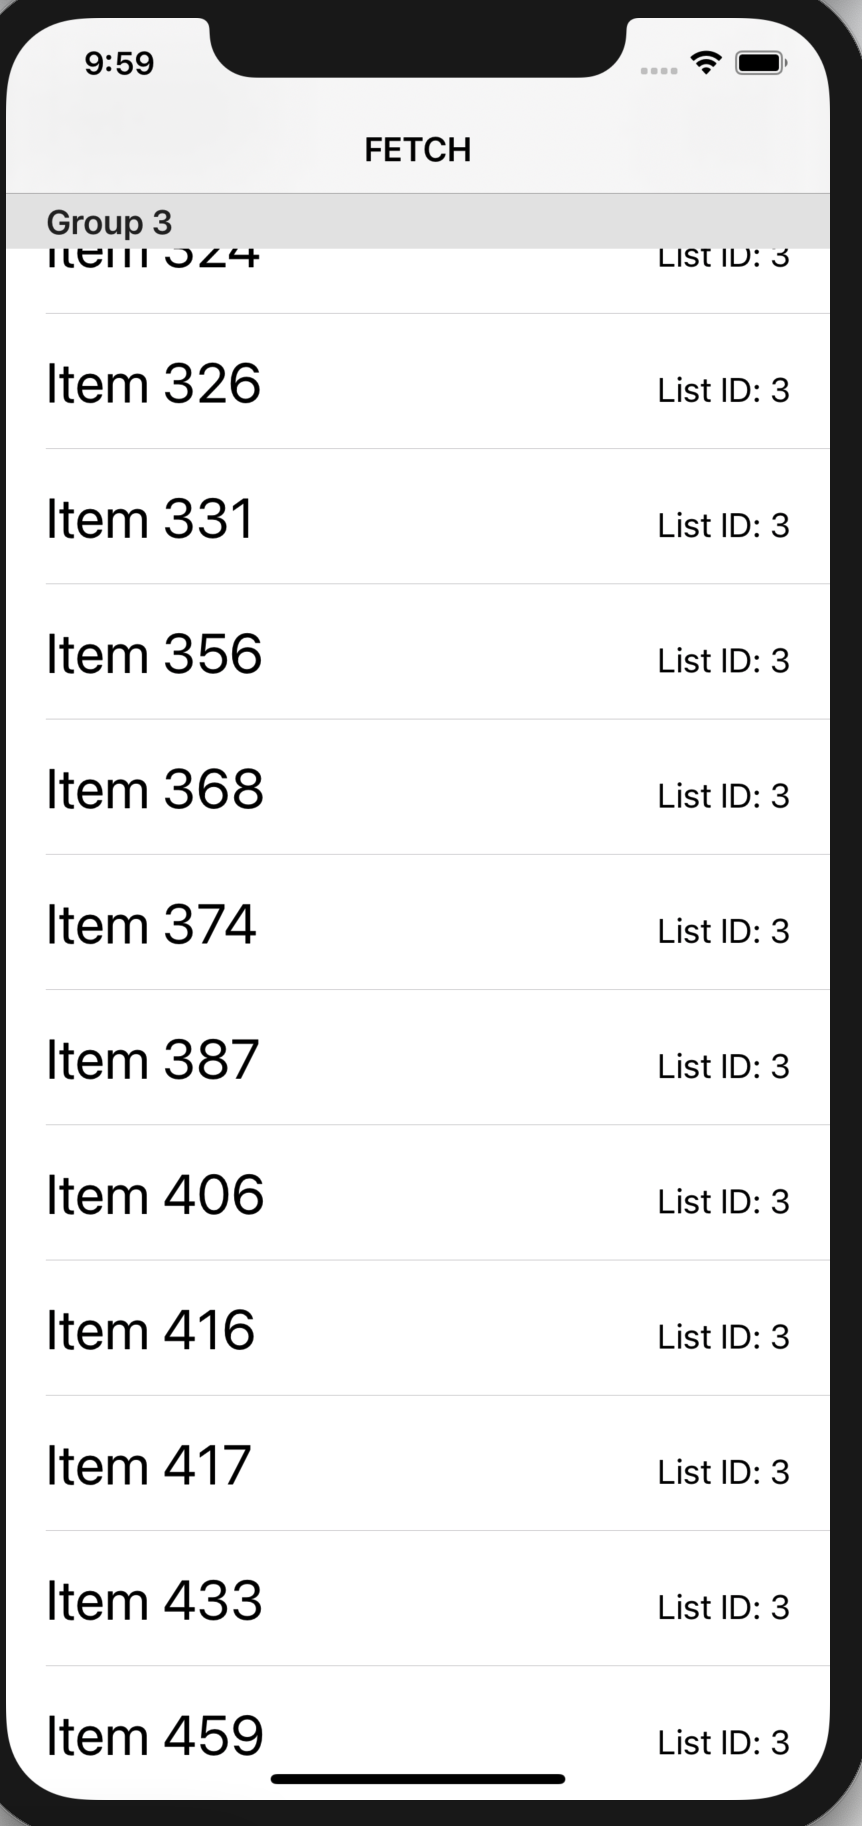 9:59
FETCH
Group 3
Item 324 List ID: 3
Item 326 List ID: 3
Item 331 List ID: 3
Item 356 List ID: 3
Item 368 List ID: 3
Item 374 List ID: 3
Item 387 List ID: 3
Item 406 List ID: 3
Item 416 List ID: 3
Item 417 List ID: 3
Item 433 List ID: 3
Item 459 List ID: 3